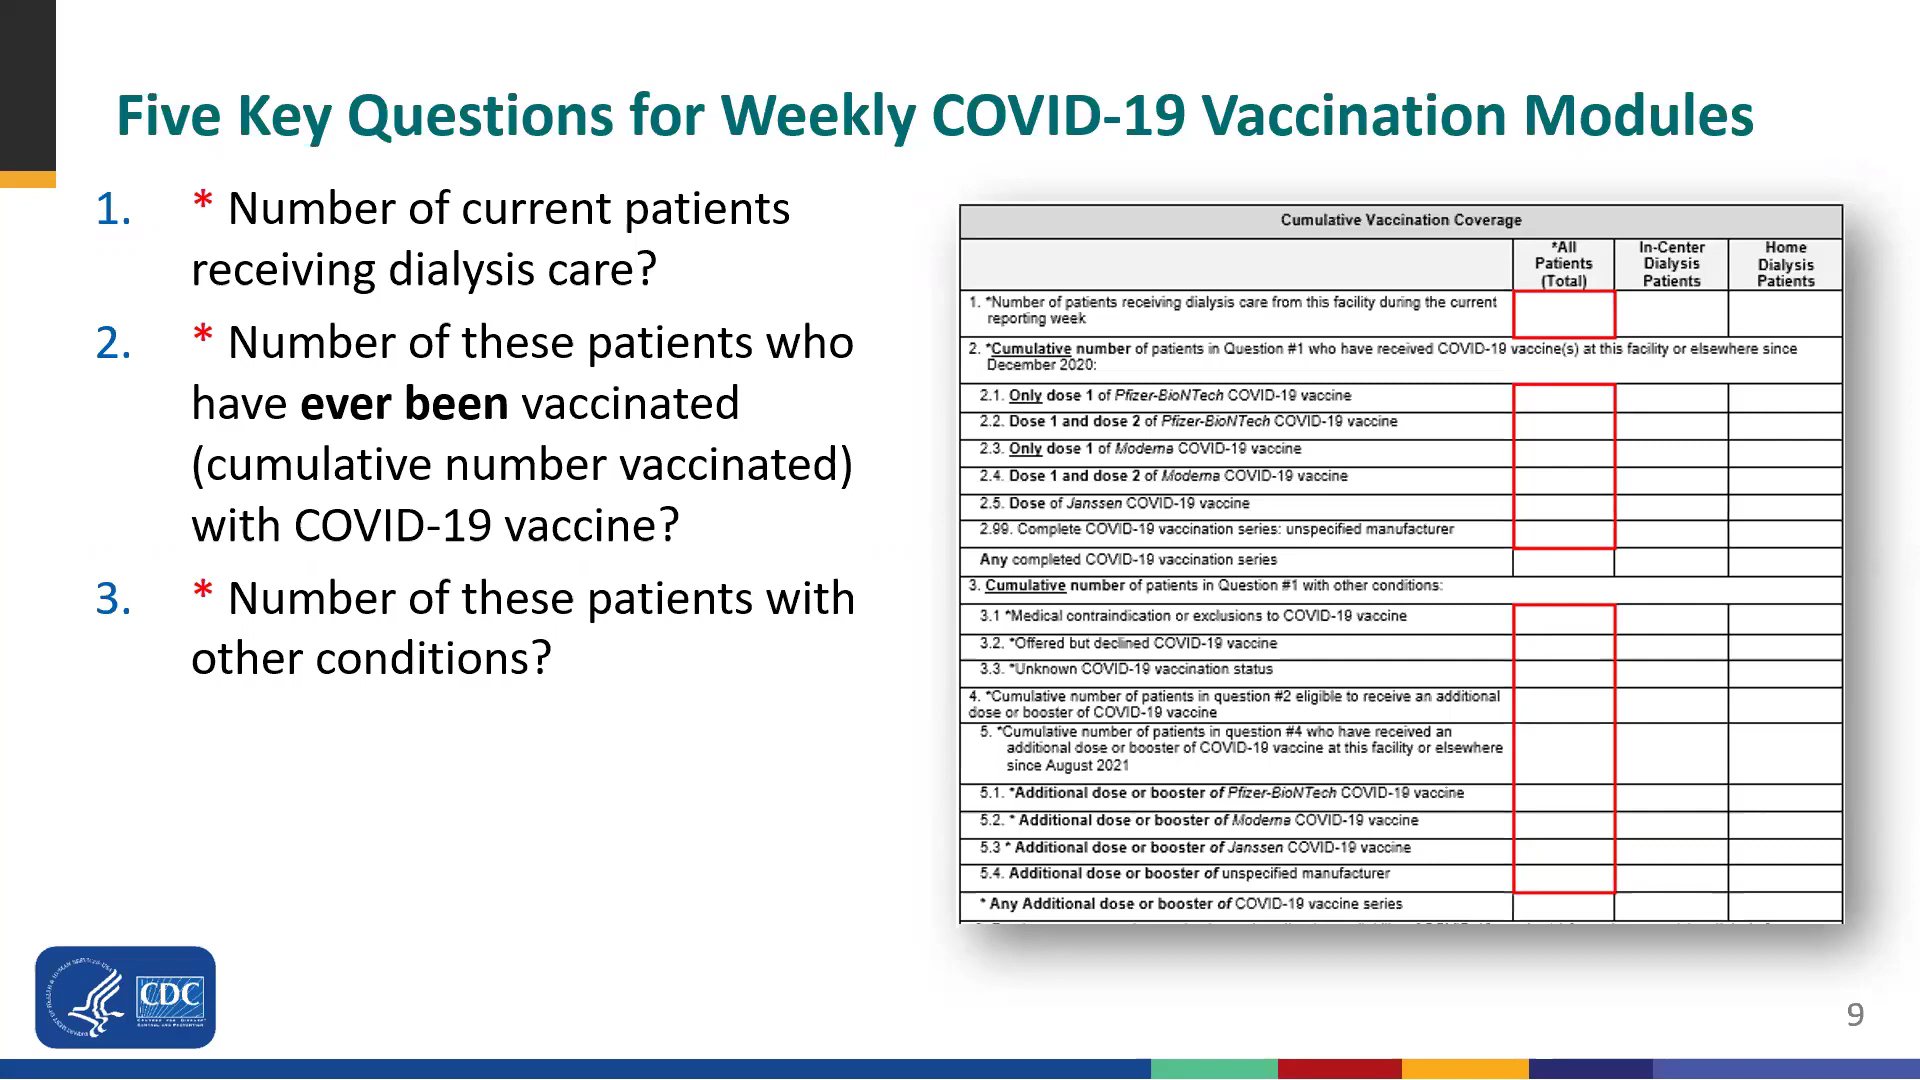 Five Key Questions for Weekly COVID-19 Vaccination Modules
1. * Number of current patients
receiving dialysis care?
2. * Number of these patients who
have ever been vaccinated
(cumulative number vaccinated)
with COVID-19 vaccine?
3. * Number of these patients with
other conditions?
Cumulative Vaccination Coverage
*All
Patients
(Total)
In-Center
Dialysis
Patients
Home
Dialysis
Patients
1. *Number of patients receiving dialysis care from this facility during the current
reporting week
2. *Cumulative number of patients in Question #1 who have received COVID-19 vaccine(s) at this facility or elsewhere since
December 2020:
2.1. Only dose 1 of Pfizer-BioNTech COVID-19 vaccine
2.2. Dose 1 and dose 2 of Pfizer-BioNTech COVID-19 vaccine
2.3. Only dose 1 of Moderna COVID-19 vaccine
2.4. Dose 1 and dose 2 of Moderna COVID-19 vaccine
2.5. Dose of Janssen COVID-19 vaccine
2.99. Complete COVID-19 vaccination series: unspecified manufacturer
Any completed COVID-19 vaccination series
3. Cumulative number of patients in Question #1 with other conditions:
3.1 *Medical contraindication or exclusions to COVID-19 vaccine
3.2. *Offered but declined COVID-19 vaccine
3.3. *Unknown COVID-19 vaccination status
4. *Cumulative number of patients in question #2 eligible to receive an additional
dose or booster of COVID-19 vaccine
5. *Cumulative number of patients in question #4 who have received an
additional dose or booster of COVID-19 vaccine at this facility or elsewhere
since August 2021
5.1. *Additional dose or booster of Pfizer-BioNTech COVID-19 vaccine
5.2. * Additional dose or booster of Moderna COVID-19 vaccine
5.3 * Additional dose or booster of Janssen COVID-19 vaccine
5.4. Additional dose or booster of unspecified manufacturer
* Any Additional dose or booster of COVID-19 vaccine series
CDC
CENTERS FOR DISEASE
CONTROL AND PREVENTION
9